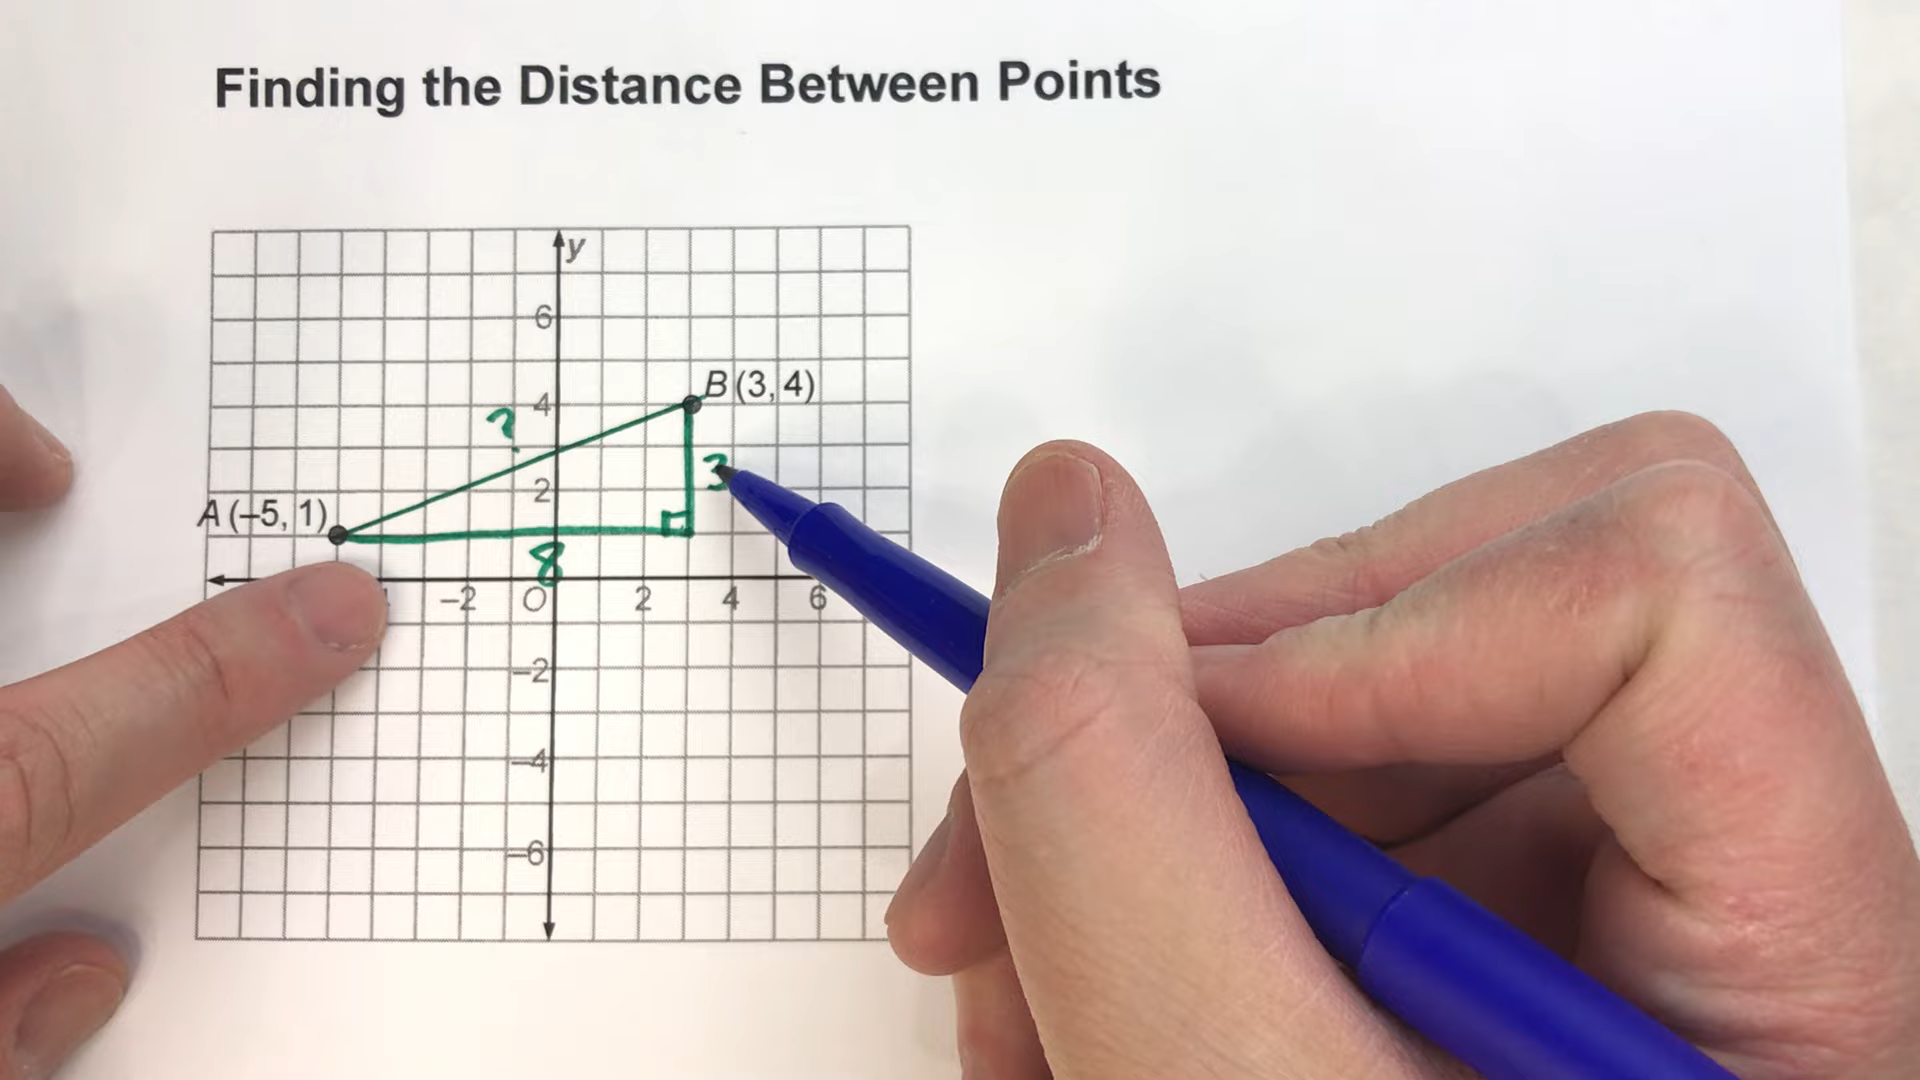 Finding the Distance Between Points
y
6
B (3, 4)
? 4
3
2
A (–5, 1)
8
–2 O 2 4 6
–2
–4
–6